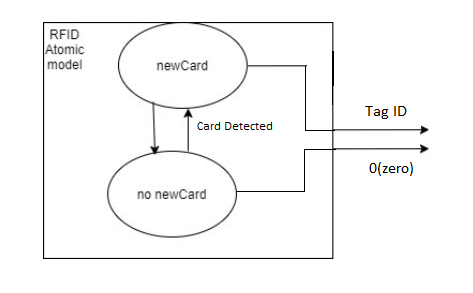 RFID
Atomic
model
newCard
Tag ID
Card Detected
0(zero)
no newCard